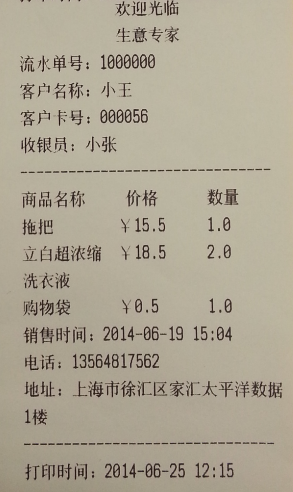 欢迎光临
生意专家
流水单号：1000000
客户名称：小王
客户卡号：000056
收银员：小张
--------------------------------
商品名称 价格 数量
拖把 ￥15.5 1.0
立白超浓缩 ￥18.5 2.0
洗衣液
购物袋 ￥0.5 1.0
销售时间：2014-06-19 15:04
电话：13564817562
地址：上海市徐汇区家汇太平洋数据
1楼
--------------------------------
打印时间：2014-06-25 12:15